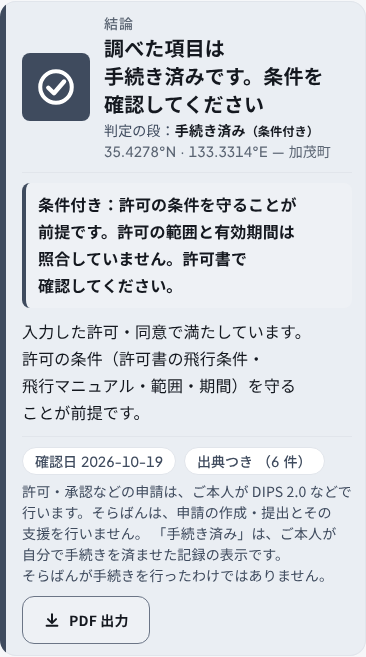 結論
調べた項目は
手続き済みです。条件を
確認してください
判定の段：手続き済み（条件付き）
35.4278°N · 133.3314°E — 加茂町
条件付き：許可の条件を守ることが
前提です。許可の範囲と有効期間は
照合していません。許可書で
確認してください。
入力した許可・同意で満たしています。
許可の条件（許可書の飛行条件・
飛行マニュアル・範囲・期間）を守る
ことが前提です。
確認日 2026-10-19
出典つき （6 件）
許可・承認などの申請は、ご本人が DIPS 2.0 などで
行います。そらばんは、申請の作成・提出とその
支援を行いません。 「手続き済み」は、ご本人が
自分で手続きを済ませた記録の表示です。
そらばんが手続きを行ったわけではありません。
PDF 出力